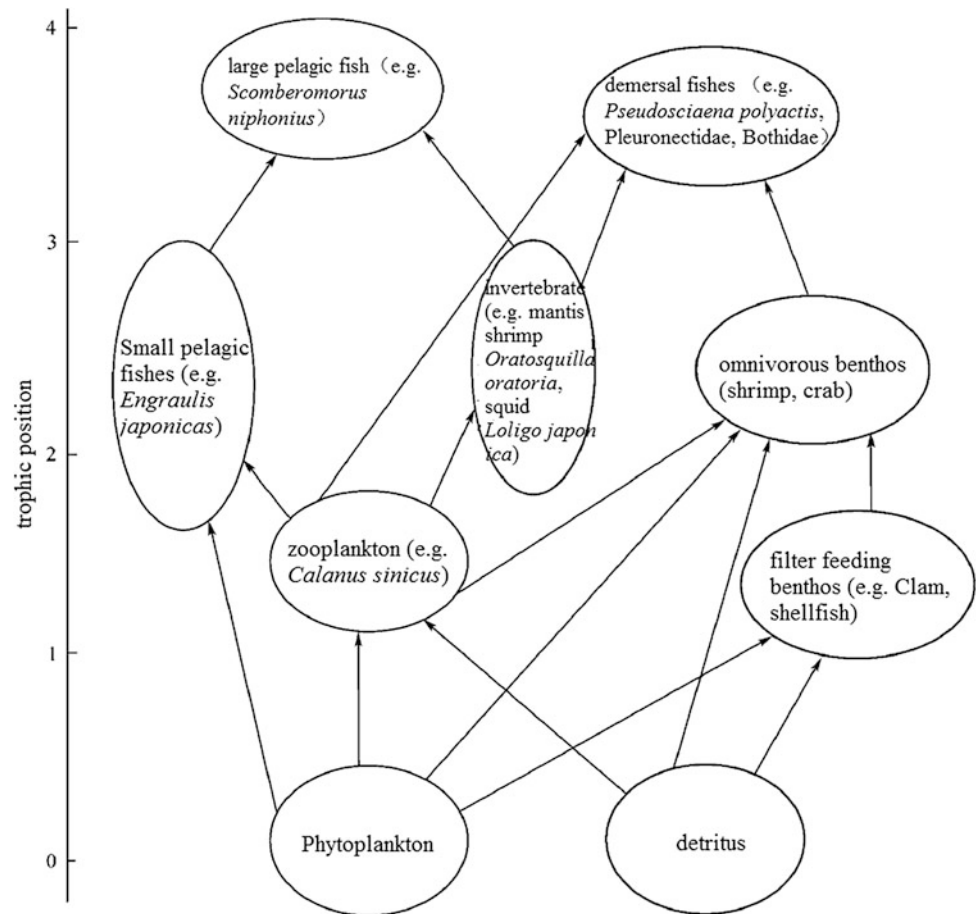 4
large pelagic fish（e.g.
Scomberomorus
niphonius）
demersal fishes （e.g.
Pseudosciaena polyactis,
Pleuronectidae, Bothidae）
3
invertebrate
(e.g. mantis
shrimp
Oratosquilla
oratoria,
squid
Loligo japon
ica)
Small pelagic
fishes (e.g.
Engraulis
japonicas)
omnivorous benthos
(shrimp, crab)
trophic position
2
zooplankton (e.g.
Calanus sinicus)
filter feeding
benthos (e.g. Clam,
shellfish)
1
Phytoplankton
detritus
0